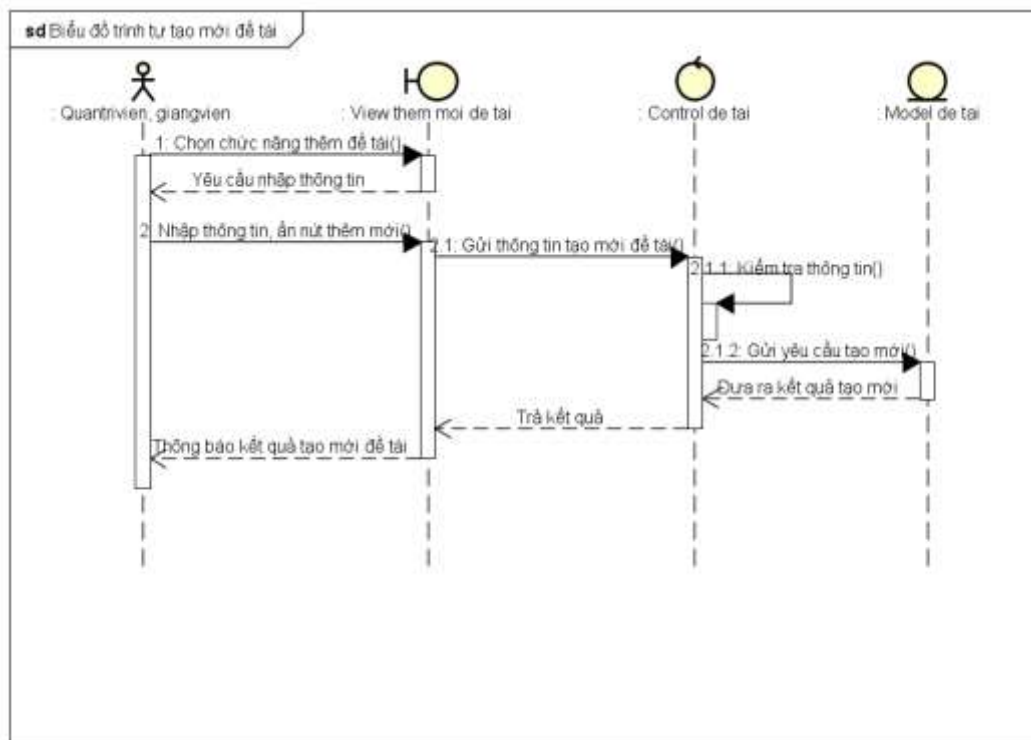 sd Biểu đồ trình tự tạo mới đề tài
: Quantrivien, giangvien
: View them moi de tai
: Control de tai
: Model de tai
1: Chọn chức năng thêm đề tài()
Yêu cầu nhập thông tin
2: Nhập thông tin, ấn nút thêm mới()
2.1: Gửi thông tin tạo mới đề tài()
2.1.1: Kiểm tra thông tin()
2.1.2: Gửi yêu cầu tạo mới()
Đưa ra kết quả tạo mới
Trả kết quả
Thông báo kết quả tạo mới đề tài